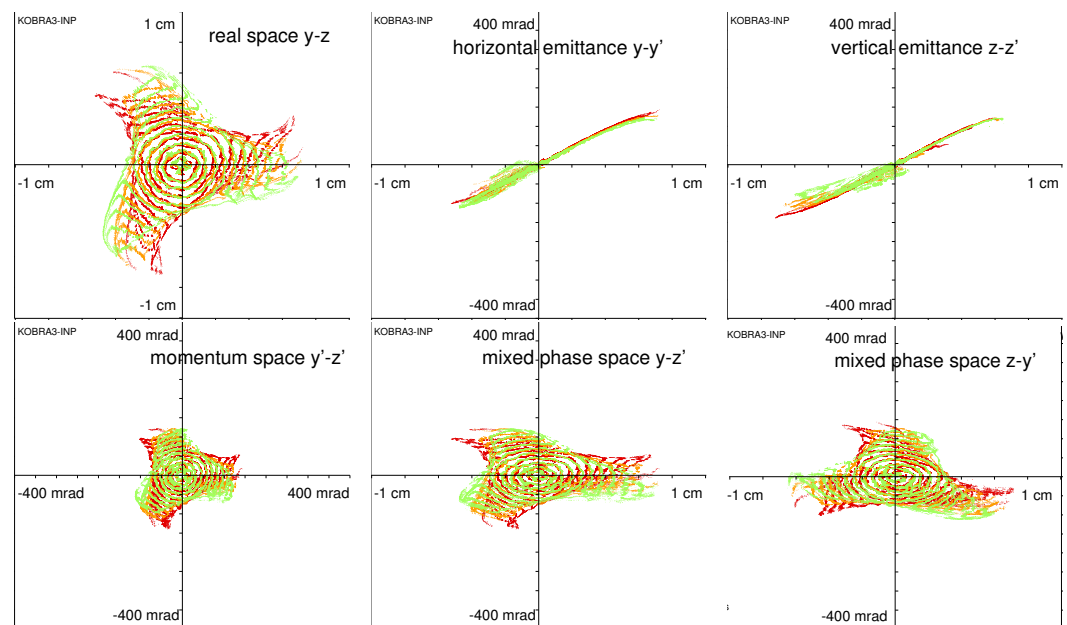 KOBRA3-INP
1 cm
real space y-z
-1 cm
1 cm
-1 cm
KOBRA3-INP
400 mrad
horizontal emittance y-y’
-1 cm
1 cm
-400 mrad
KOBRA3-INP
400 mrad
vertical emittance z-z’
-1 cm
1 cm
-400 mrad
KOBRA3-INP
400 mrad
momentum space y'-z'
-400 mrad
400 mrad
-400 mrad
KOBRA3-INP
400 mrad
mixed phase space y-z’
-1 cm
1 cm
-400 mrad
KOBRA3-INP
400 mrad
mixed phase space z-y’
-1 cm
1 cm
-400 mrad